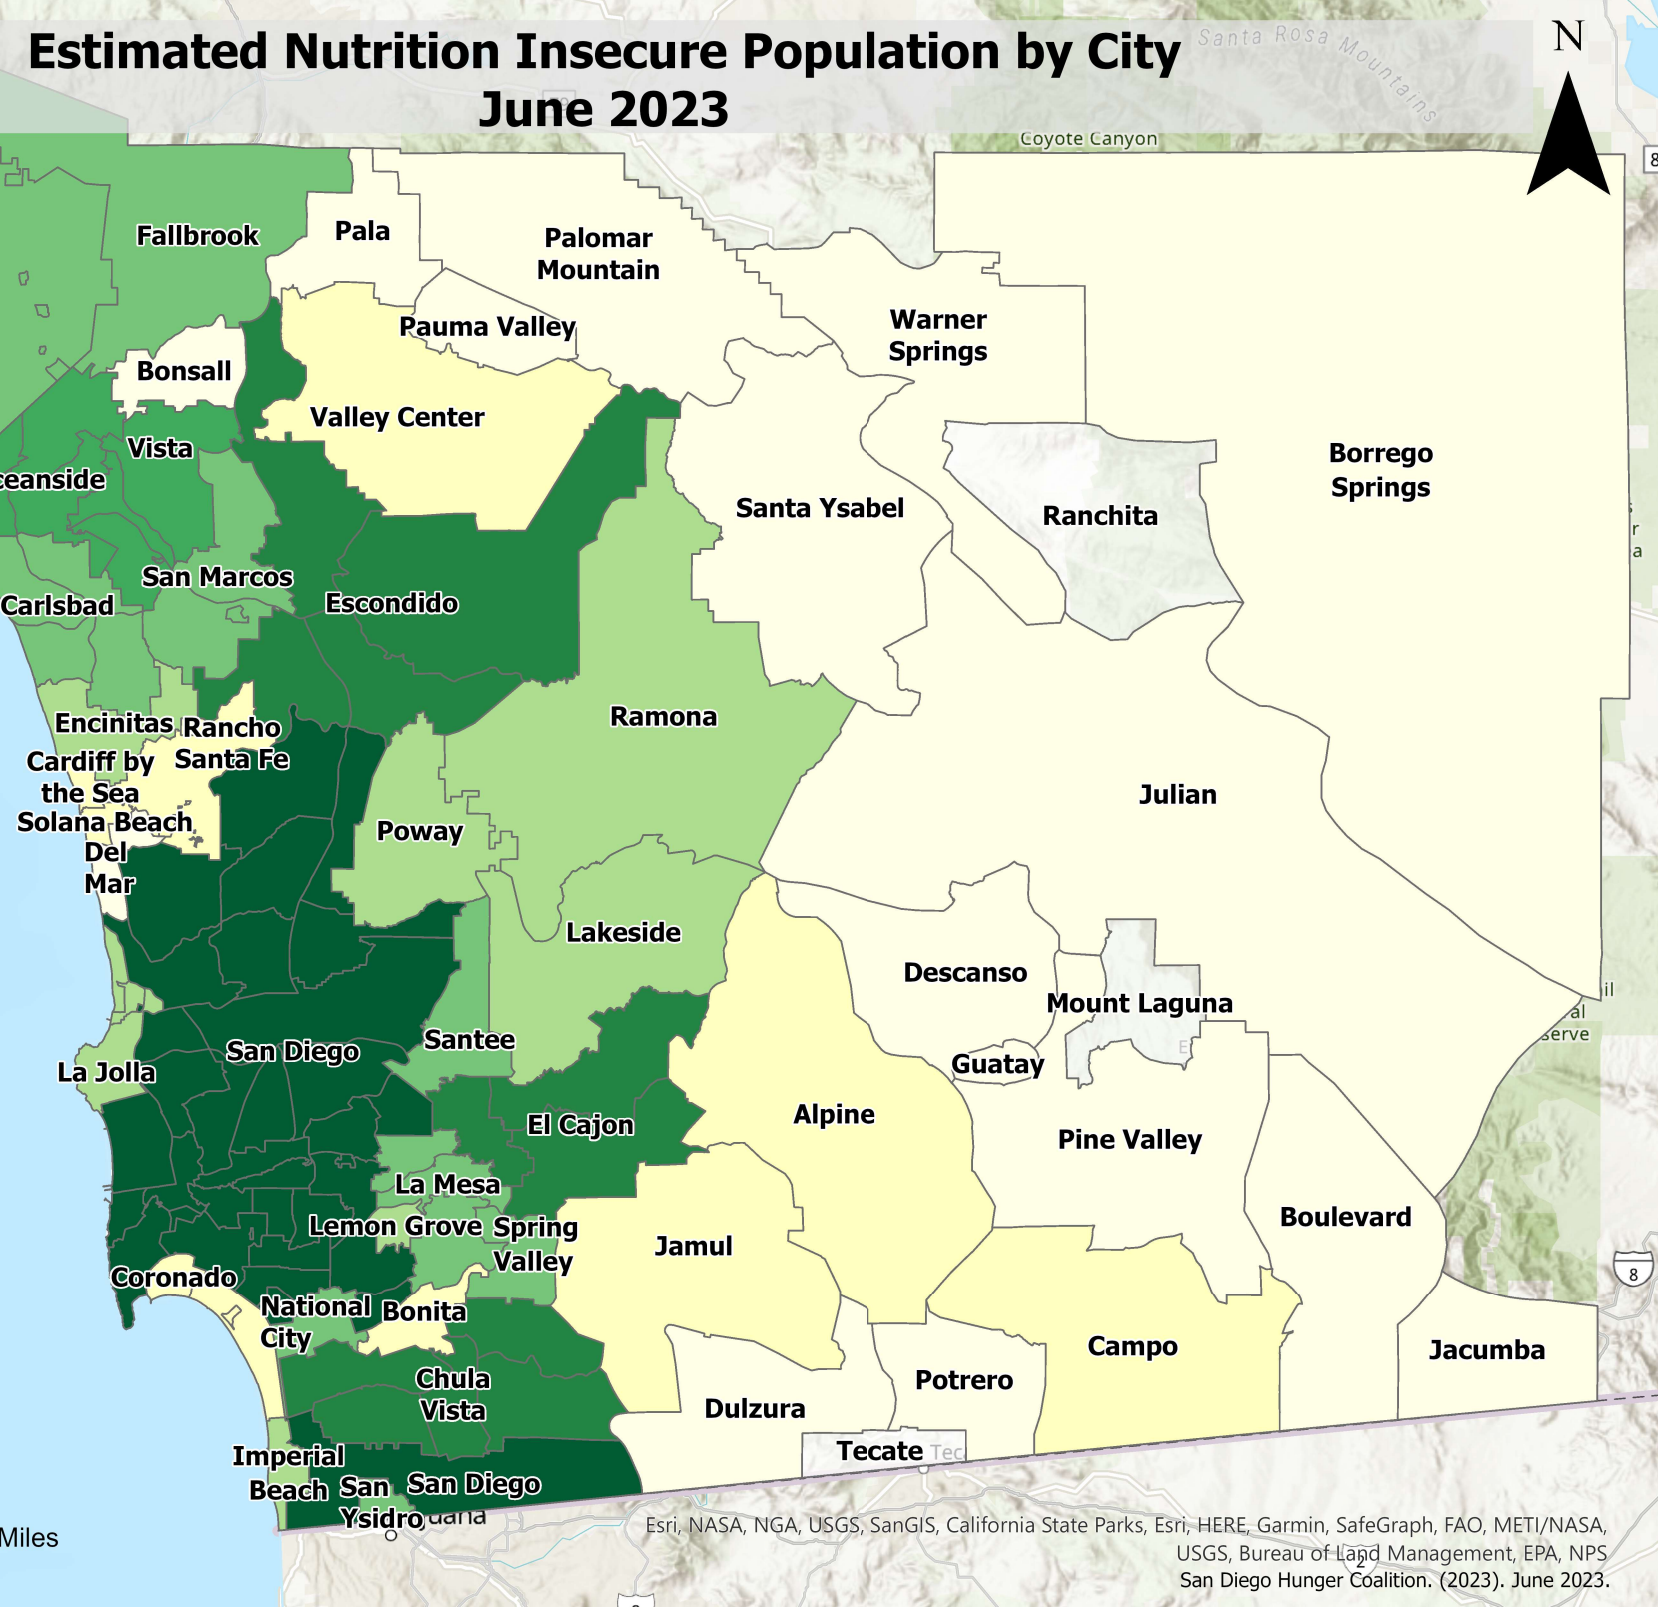 Estimated Nutrition Insecure Population by City
June 2023
N
Santa Rosa Mountains
79
Coyote Canyon
8
Fallbrook
Pala
Palomar
Mountain
Pauma Valley
Warner
Springs
Bonsall
Valley Center
Vista
ceanside
Borrego
Springs
Santa Ysabel
Ranchita
San Marcos
Carlsbad
Escondido
Ramona
Encinitas
Rancho
Santa Fe
Cardiff by
the Sea
Solana Beach
Del
Mar
Poway
Julian
Lakeside
Descanso
Mount Laguna
Santee
San Diego
La Jolla
Guatay
El Cajon
Alpine
Pine Valley
La Mesa
Lemon Grove
Spring
Valley
Jamul
Boulevard
Coronado
National
City
Bonita
8
Campo
Jacumba
Chula
Vista
Potrero
Dulzura
Tecate
Tec
Imperial
Beach
San
Ysidro
San Diego
juana
Miles
2
Esri, NASA, NGA, USGS, SanGIS, California State Parks, Esri, HERE, Garmin, SafeGraph, FAO, METI/NASA,
USGS, Bureau of Land Management, EPA, NPS
San Diego Hunger Coalition. (2023). June 2023.